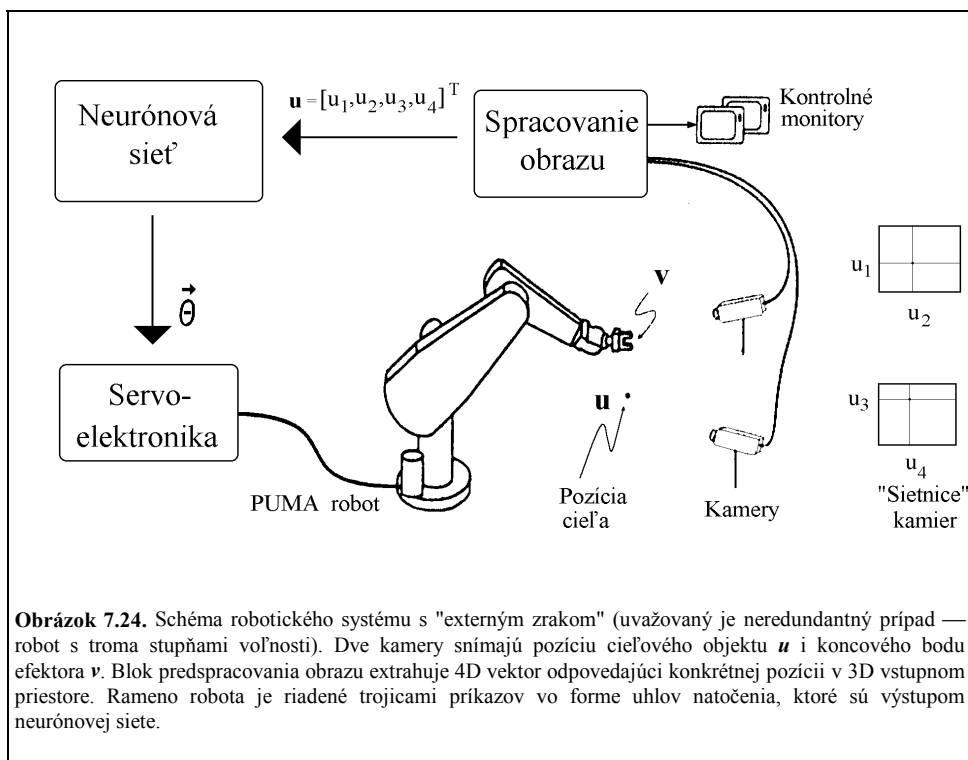 Neurónová
sieť
u = [u1,u2,u3,u4]T
Spracovanie
obrazu
Kontrolné
monitory
Θ
v
u1
u2
Servo-
elektronika
u
u3
u4
PUMA robot
Pozícia
cieľa
Kamery
"Sietnice"
kamier
Obrázok 7.24. Schéma robotického systému s "externým zrakom" (uvažovaný je neredundantný prípad —
robot s troma stupňami voľnosti). Dve kamery snímajú pozíciu cieľového objektu u i koncového bodu
efektora v. Blok predspracovania obrazu extrahuje 4D vektor odpovedajúci konkrétnej pozícii v 3D vstupnom
priestore. Rameno robota je riadené trojicami príkazov vo forme uhlov natočenia, ktoré sú výstupom
neurónovej siete.